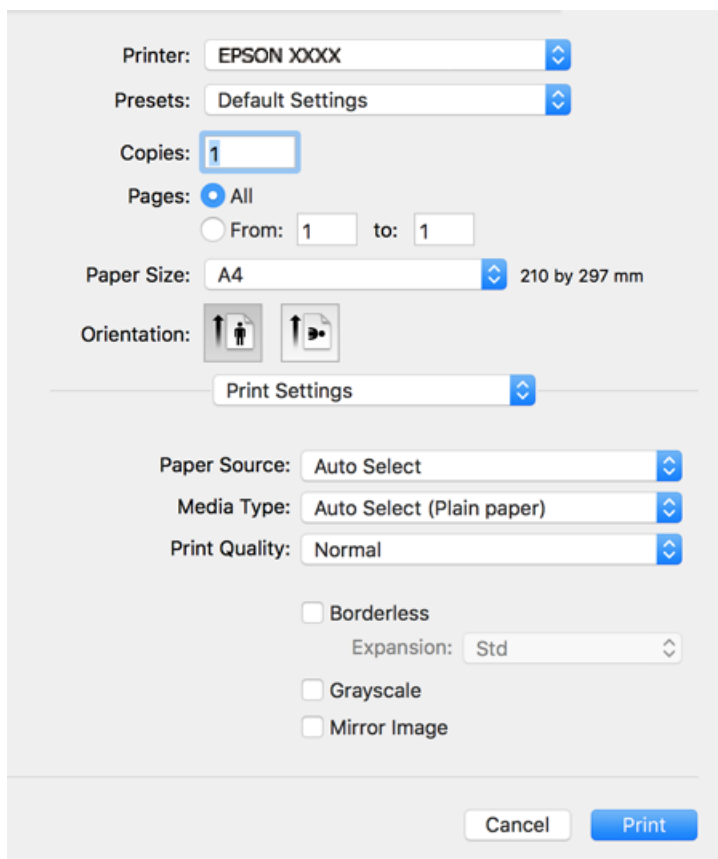 Printer: EPSON XXXX
Presets: Default Settings
Copies: 1
Pages: All
From: 1 to: 1
Paper Size: A4 210 by 297 mm
Orientation:
Print Settings
Paper Source: Auto Select
Media Type: Auto Select (Plain paper)
Print Quality: Normal
Borderless
Expansion: Std
Grayscale
Mirror Image
Cancel Print